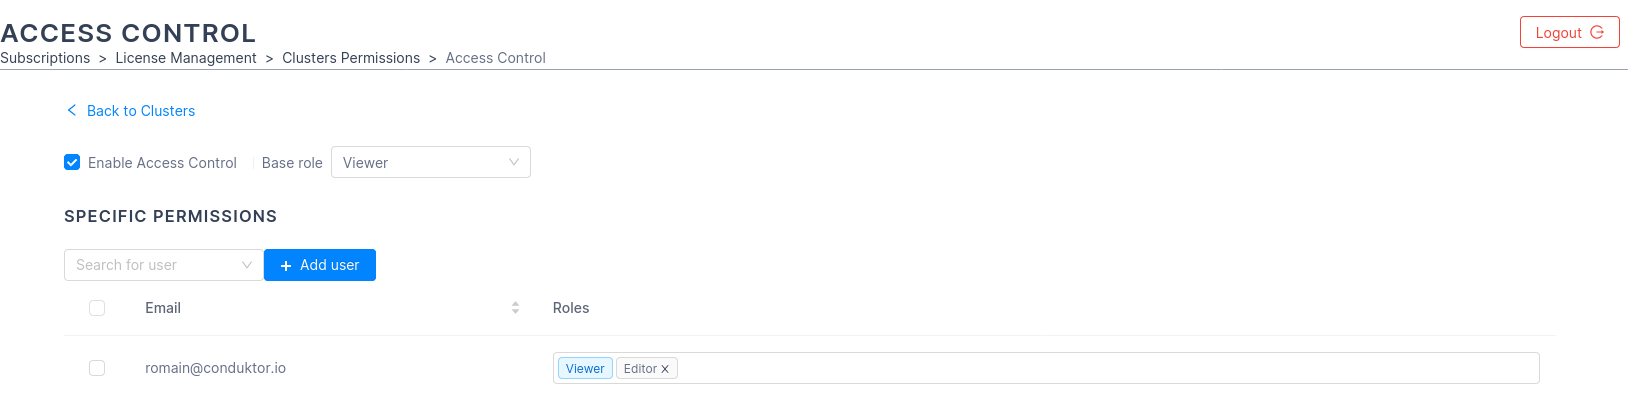 ACCESS CONTROL
Logout
Subscriptions > License Management > Clusters Permissions > Access Control
Back to Clusters
Enable Access Control Base role Viewer
SPECIFIC PERMISSIONS
Search for user + Add user
Email Roles
romain@conduktor.io Viewer Editor ×